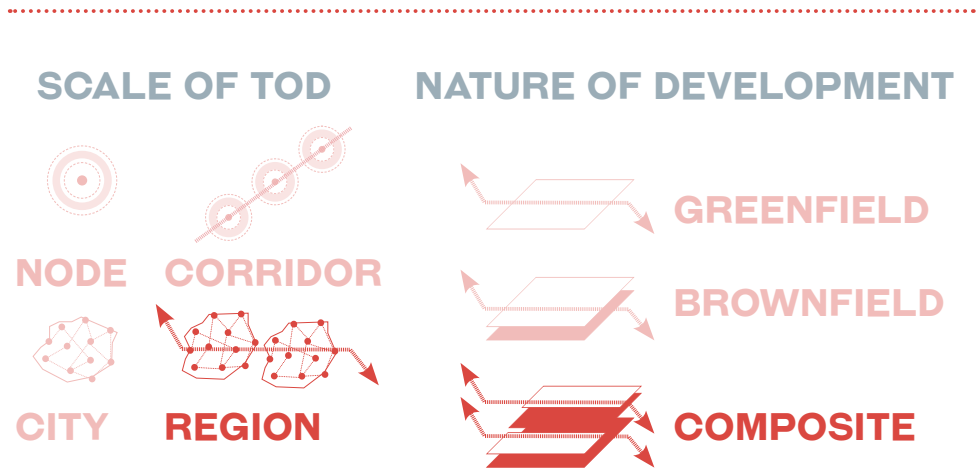 SCALE OF TOD
NODE
CORRIDOR
CITY
REGION
NATURE OF DEVELOPMENT
GREENFIELD
BROWNFIELD
COMPOSITE